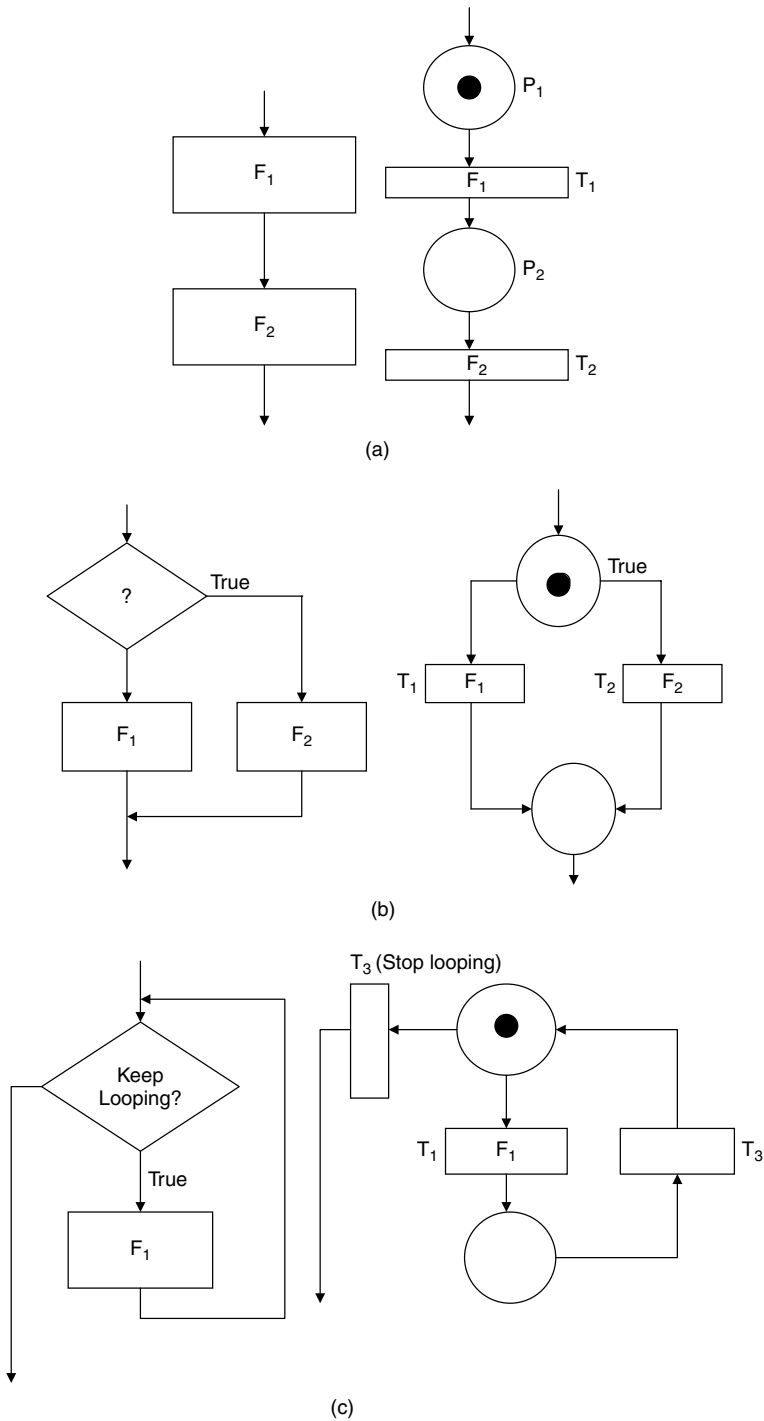 P₁
F₁
F₁ T₁
P₂
F₂
F₂ T₂
(a)
? True
F₁
F₂
True
T₁ F₁
T₂ F₂
(b)
Keep
Looping?
True
F₁
T₃ (Stop looping)
T₁ F₁
T₃
(c)